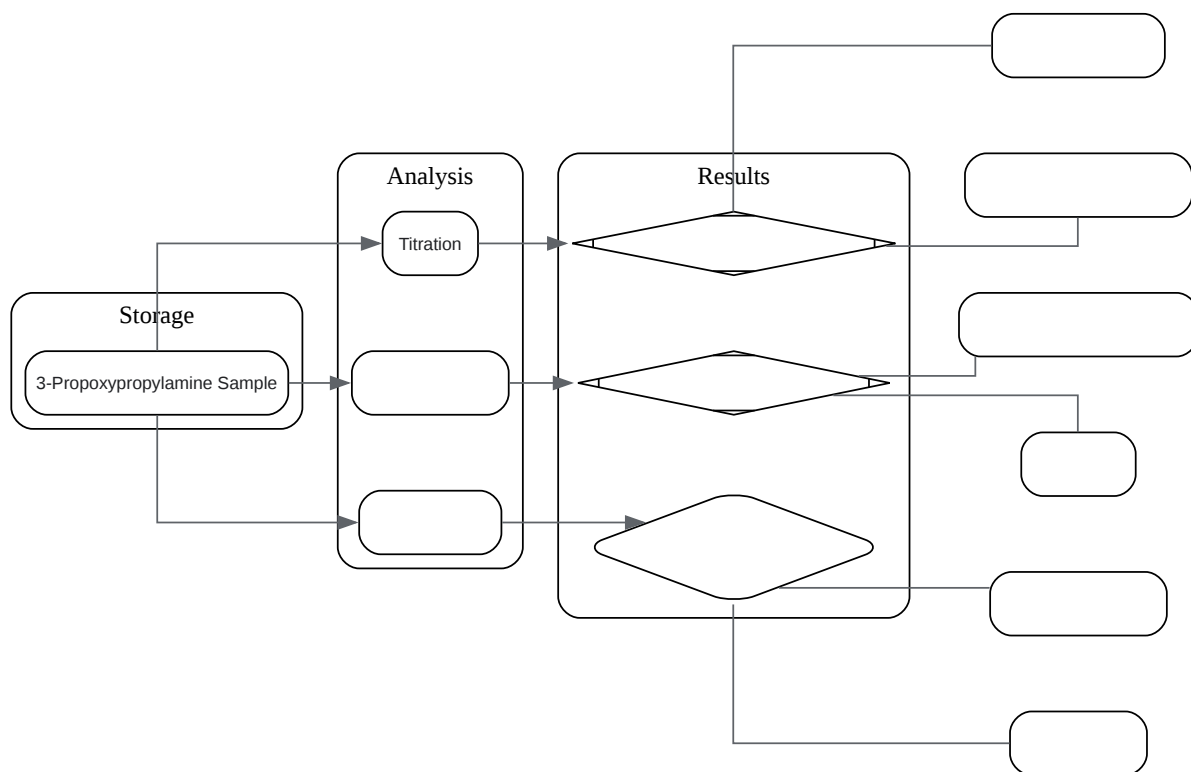 Analysis
Results
Titration
Storage
3-Propoxypropylamine Sample